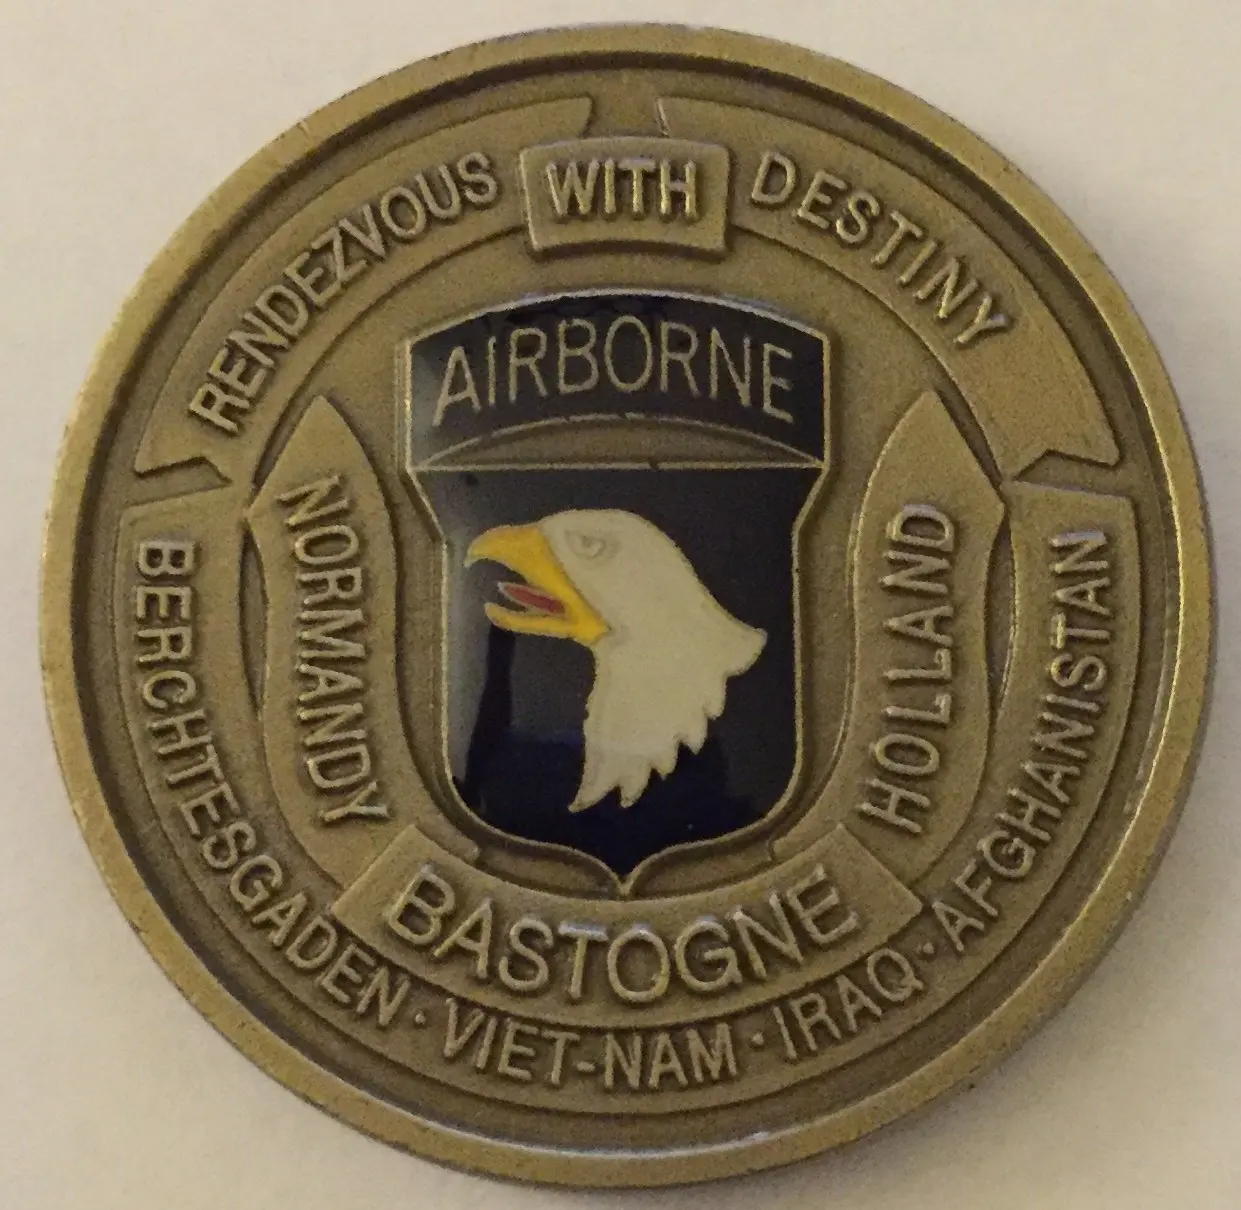 RENDEZVOUS WITH DESTINY
AIRBORNE
NORMANDY
BASTOGNE
HOLLAND
BERCHTESGADEN · VIET-NAM · IRAQ · AFGHANISTAN